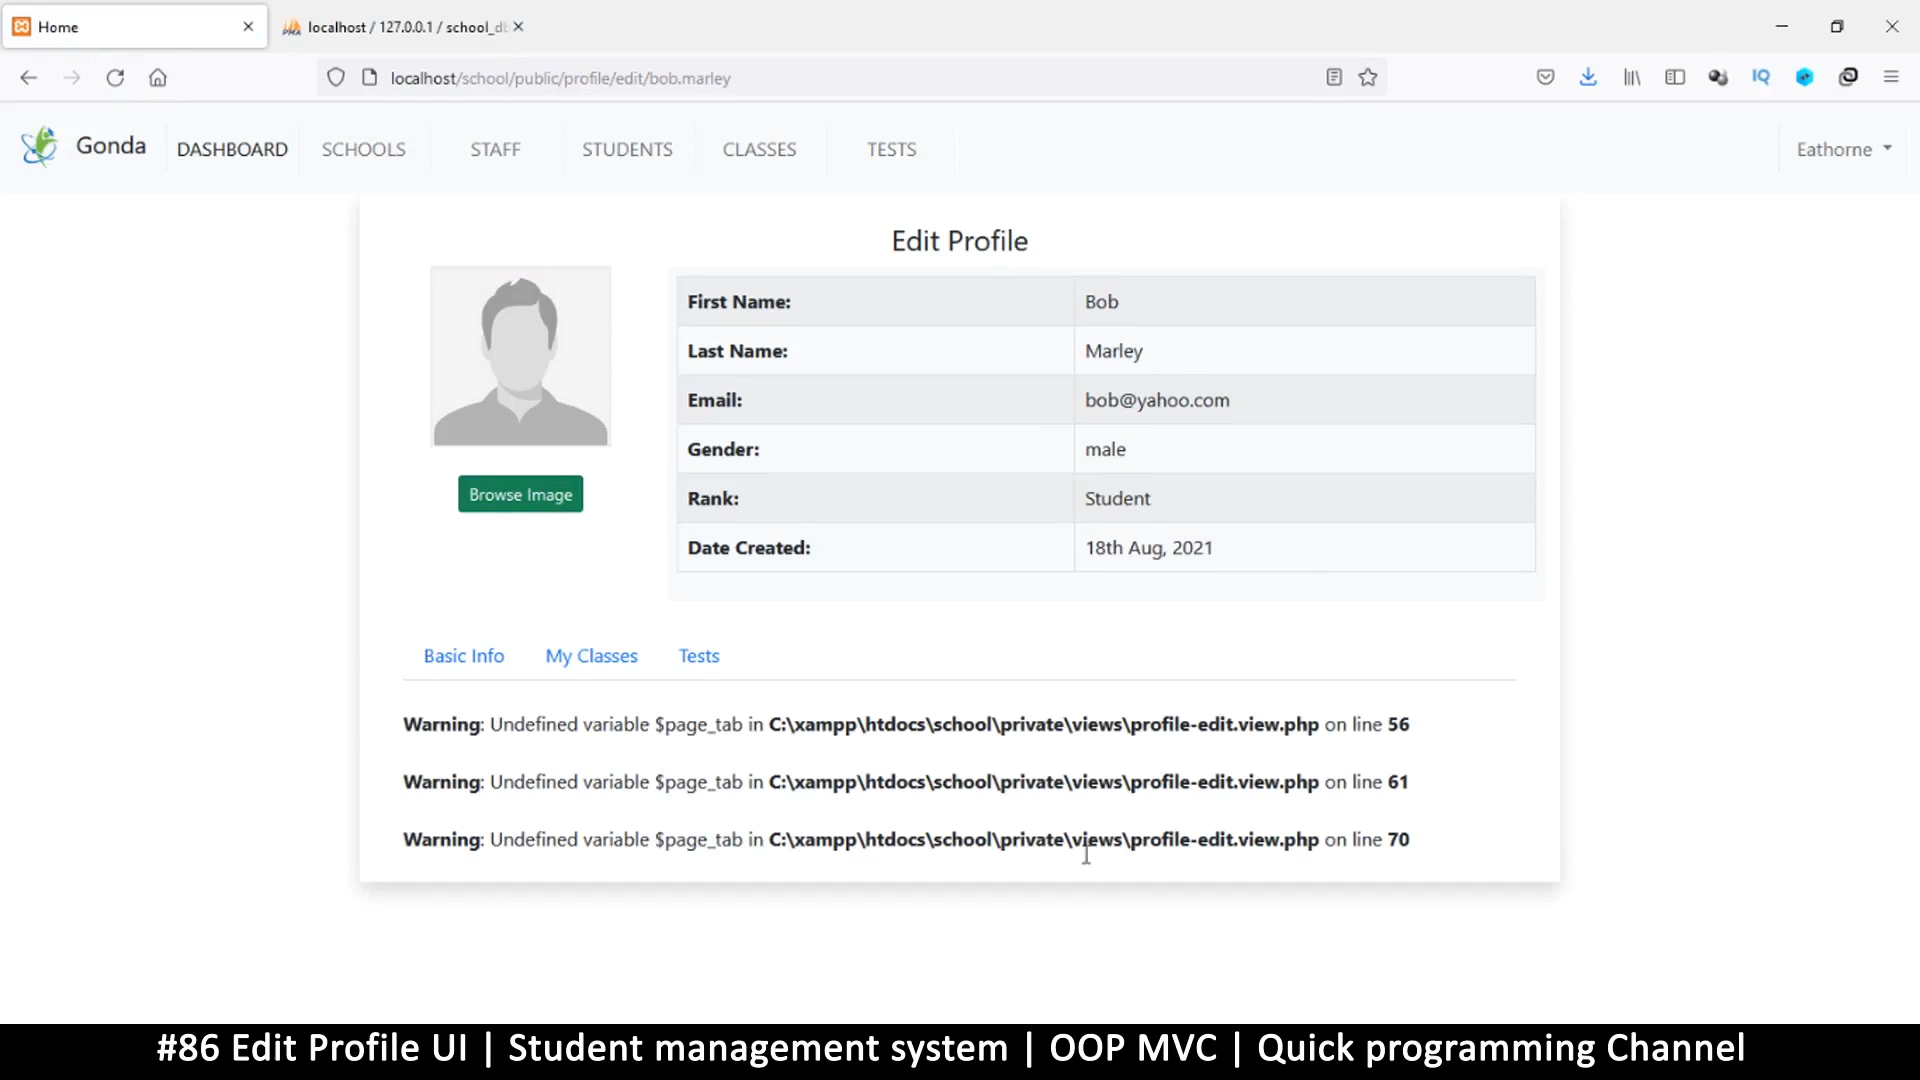 Home
localhost / 127.0.0.1 / school_db
localhost/school/public/profile/edit/bob.marley
IQ
Gonda
DASHBOARD
SCHOOLS
STAFF
STUDENTS
CLASSES
TESTS
Eathorne
Edit Profile
First Name: Bob
Last Name: Marley
Email: bob@yahoo.com
Gender: male
Rank: Student
Date Created: 18th Aug, 2021
Browse Image
Basic Info
My Classes
Tests
Warning: Undefined variable $page_tab in C:\xampp\htdocs\school\private\views\profile-edit.view.php on line 56
Warning: Undefined variable $page_tab in C:\xampp\htdocs\school\private\views\profile-edit.view.php on line 61
Warning: Undefined variable $page_tab in C:\xampp\htdocs\school\private\views\profile-edit.view.php on line 70
#86 Edit Profile UI | Student management system | OOP MVC | Quick programming Channel